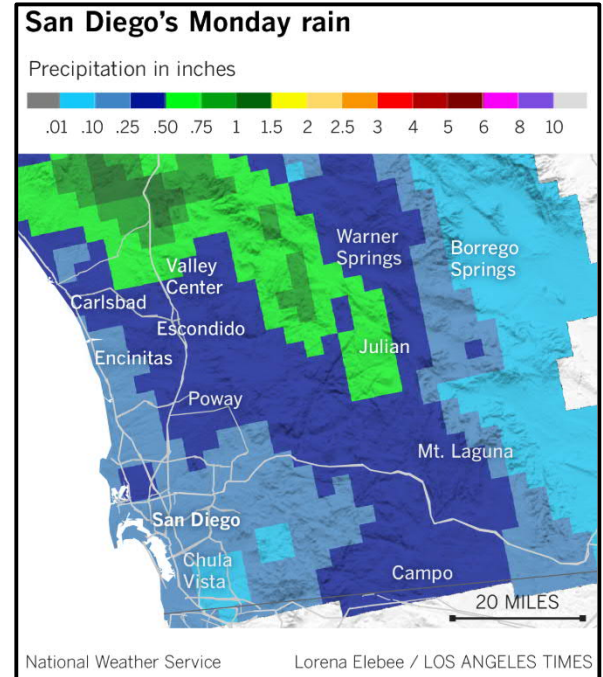 San Diego's Monday rain
Precipitation in inches
.01 .10 .25 .50 .75 1 1.5 2 2.5 3 4 5 6 8 10
Warner
Springs
Borrego
Springs
Valley
Center
Carlsbad
Escondido
Encinitas
Julian
Poway
Mt. Laguna
San Diego
Chula
Vista
Campo
20 MILES
National Weather Service
Lorena Elebee / LOS ANGELES TIMES